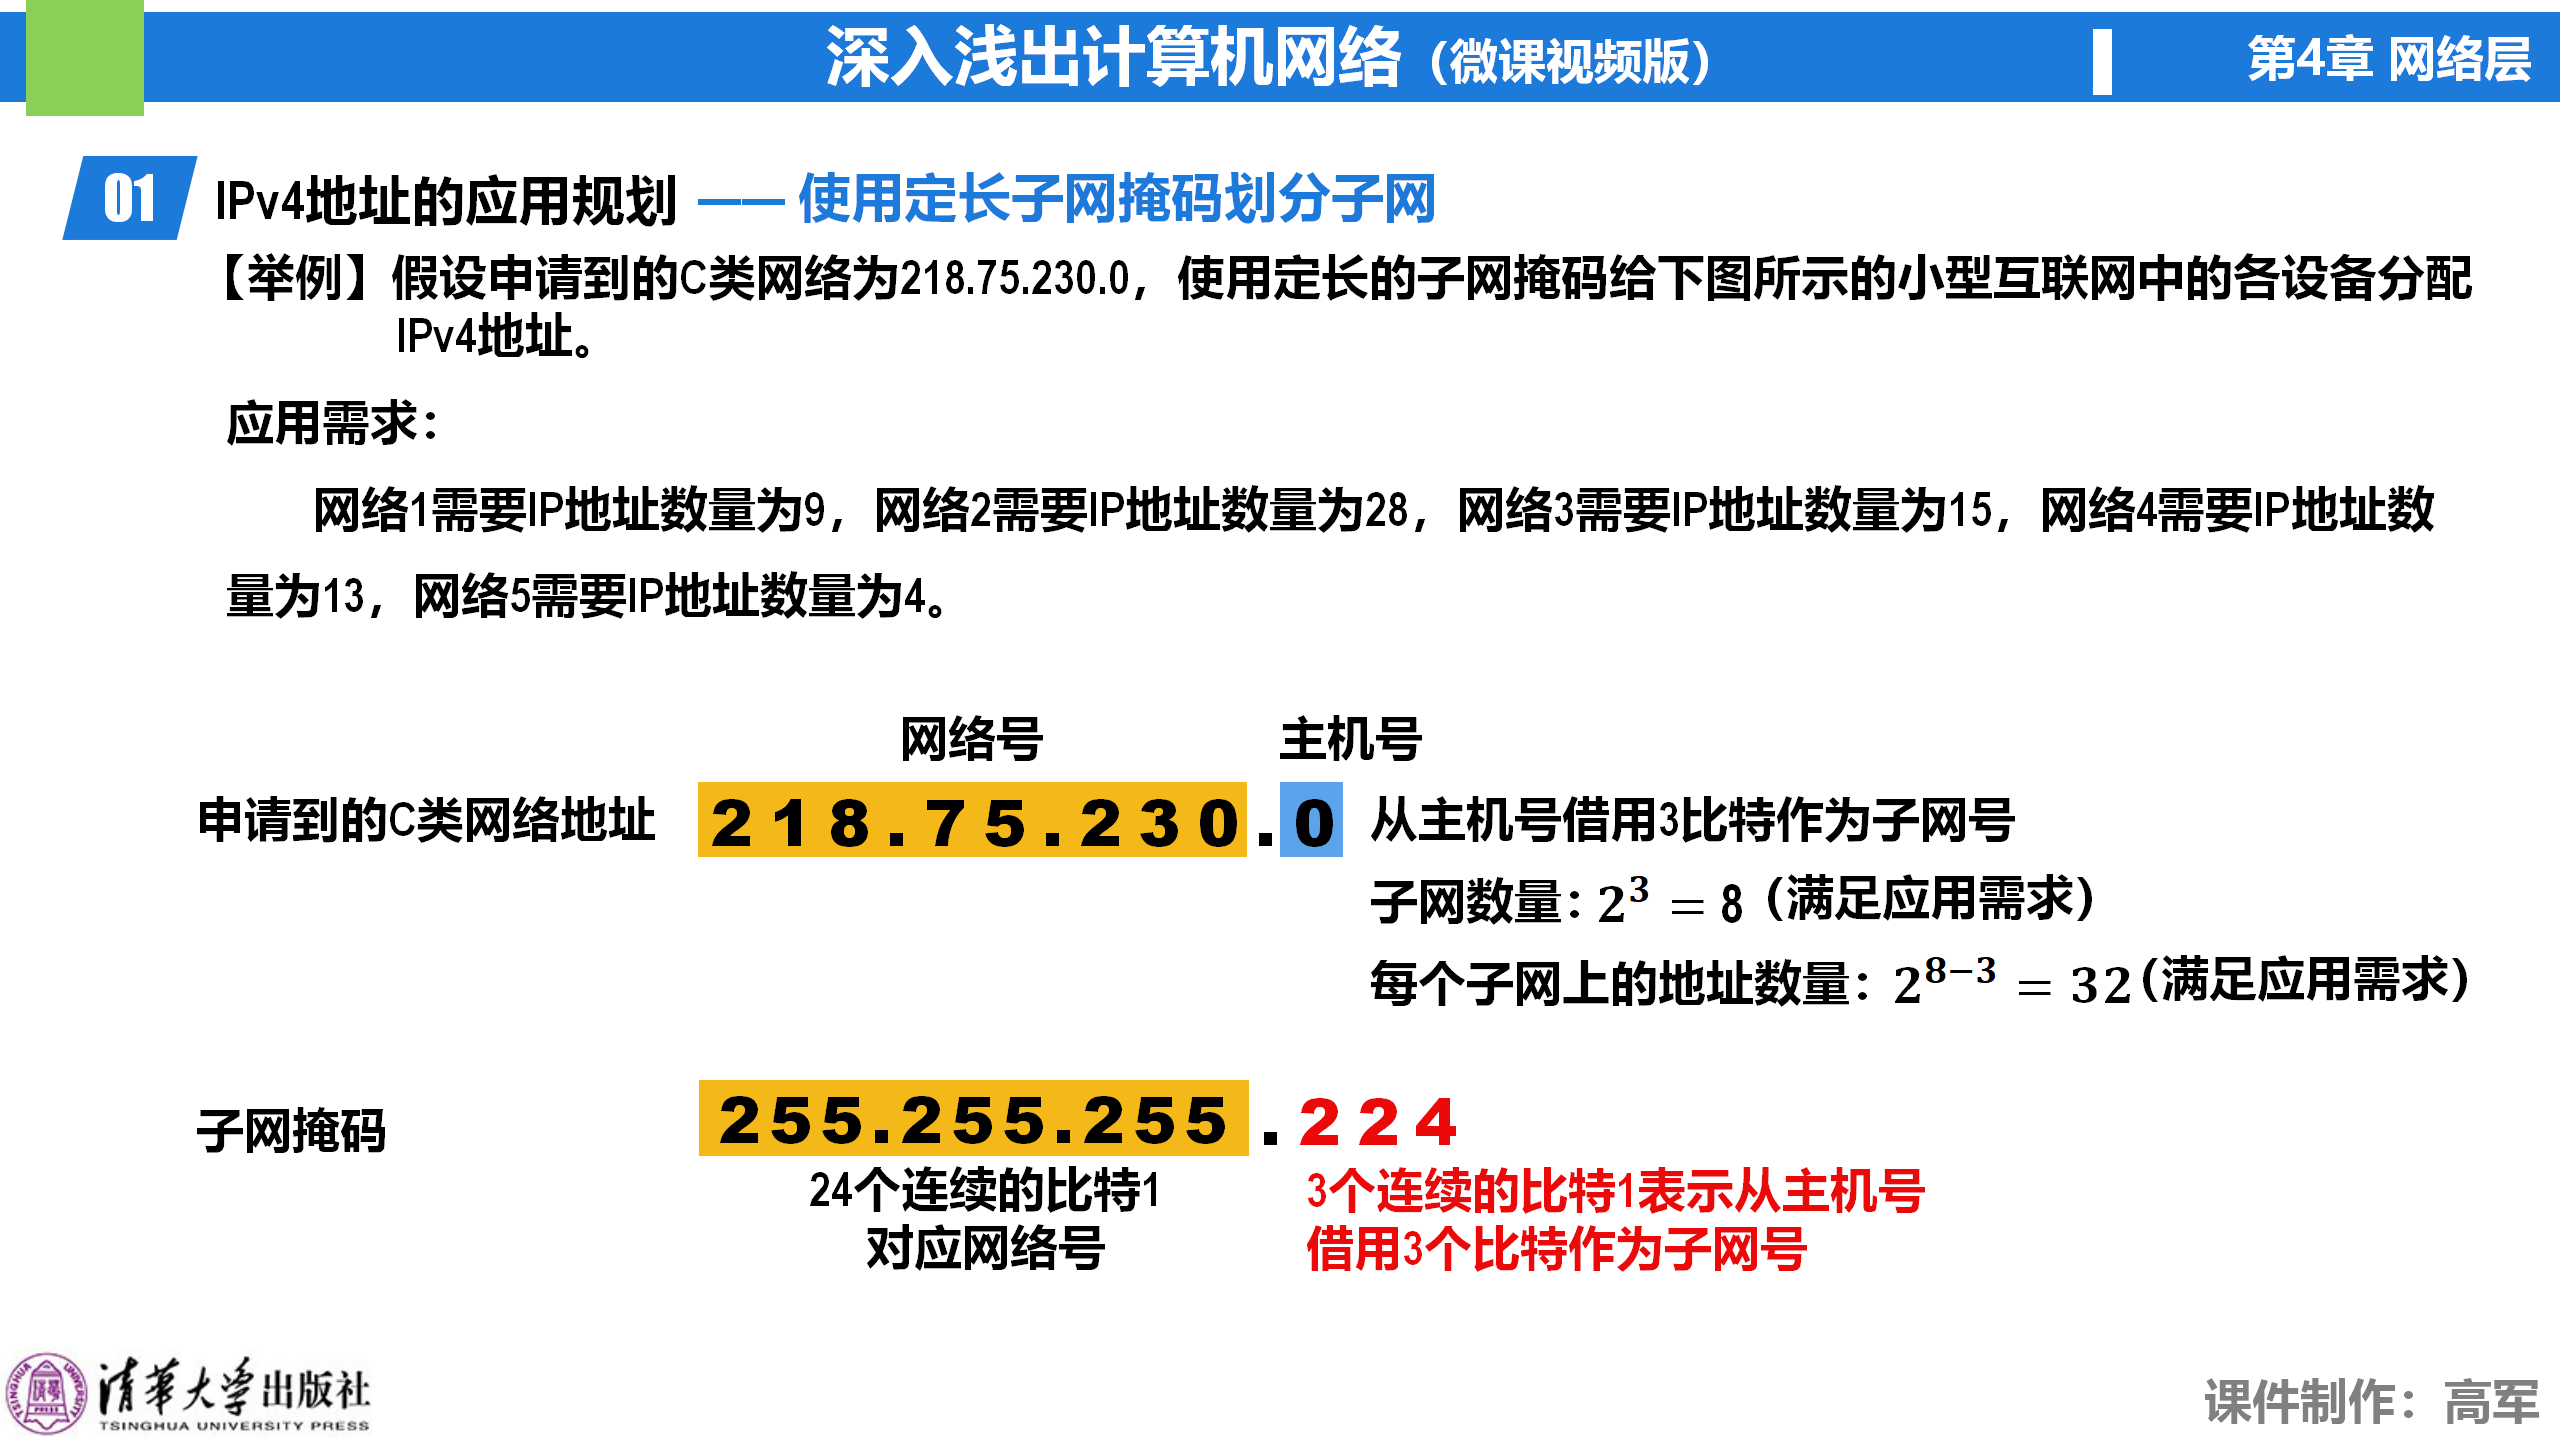 深入浅出计算机网络（微课视频版）
第4章 网络层
01 IPv4地址的应用规划 —— 使用定长子网掩码划分子网
【举例】假设申请到的C类网络为218.75.230.0，使用定长的子网掩码给下图所示的小型互联网中的各设备分配
IPv4地址。
应用需求：
网络1需要IP地址数量为9，网络2需要IP地址数量为28，网络3需要IP地址数量为15，网络4需要IP地址数
量为13，网络5需要IP地址数量为4。
网络号 主机号
申请到的C类网络地址 218.75.230.0 从主机号借用3比特作为子网号
子网数量：2³ = 8（满足应用需求）
每个子网上的地址数量：2⁸⁻³ = 32（满足应用需求）
子网掩码 255.255.255.224
24个连续的比特1
对应网络号
3个连续的比特1表示从主机号
借用3个比特作为子网号
清华大学出版社
TSINGHUA UNIVERSITY PRESS
课件制作：高军